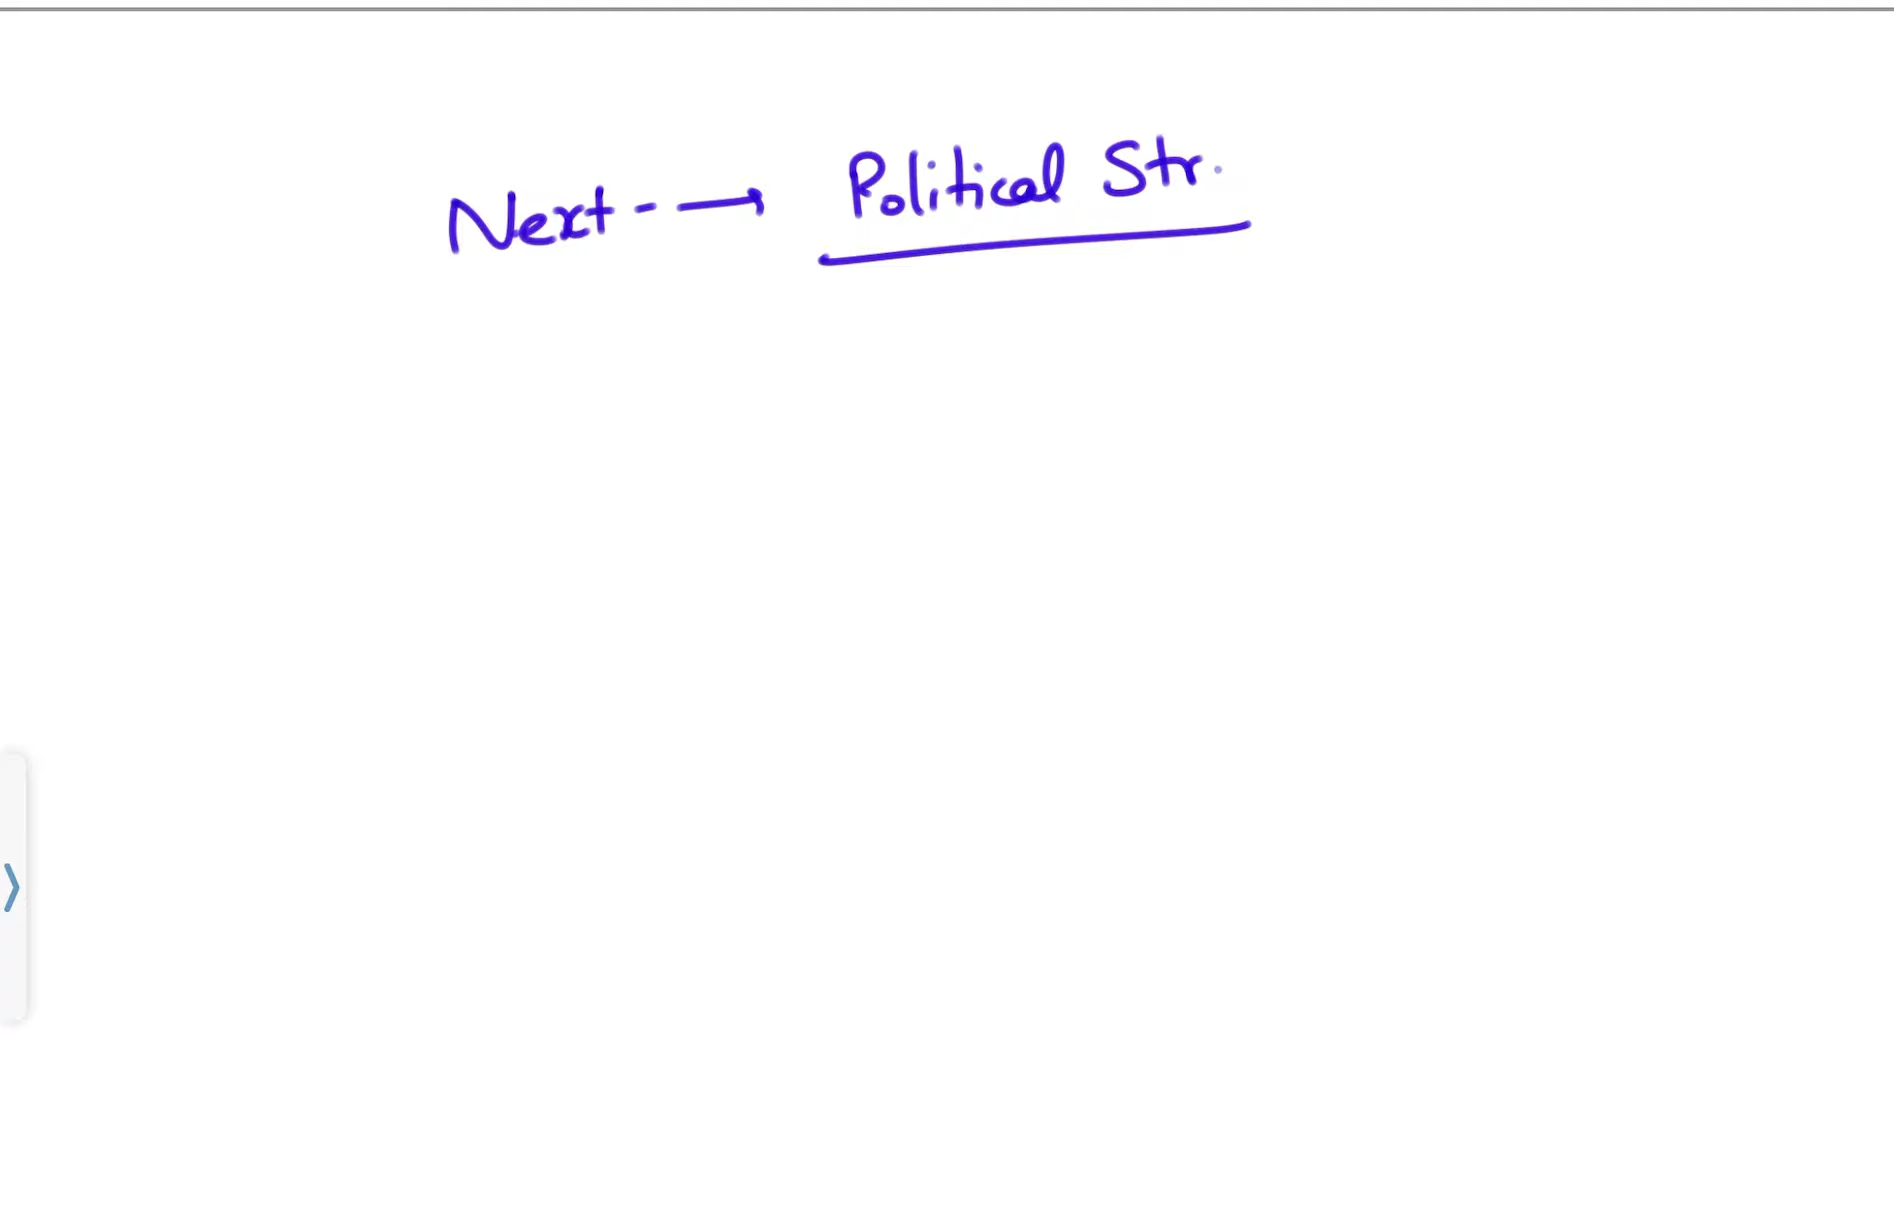 Next - → Political Str.